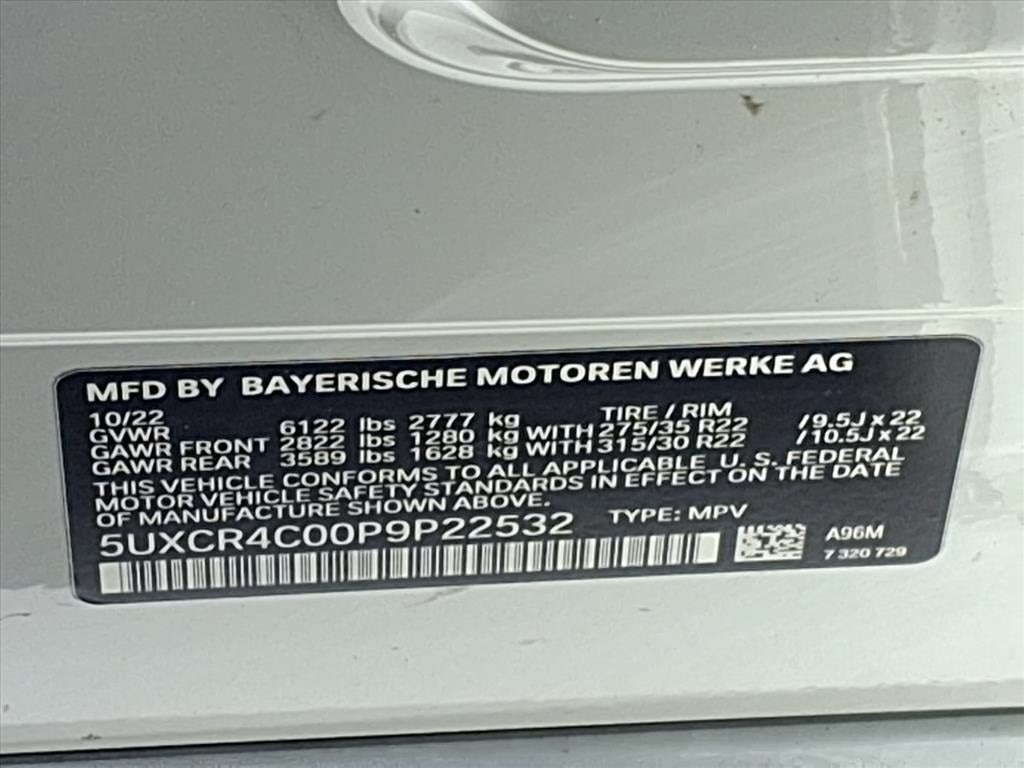 MFD BY BAYERISCHE MOTOREN WERKE AG
10/22 TIRE / RIM
GVWR 6122 lbs 2777 kg
GAWR FRONT 2822 lbs 1280 kg WITH 275/35 R22 / 9.5J x 22
GAWR REAR 3589 lbs 1628 kg WITH 315/30 R22 / 10.5J x 22
THIS VEHICLE CONFORMS TO ALL APPLICABLE U. S. FEDERAL
MOTOR VEHICLE SAFETY STANDARDS IN EFFECT ON THE DATE
OF MANUFACTURE SHOWN ABOVE.
5UXCR4C00P9P22532 TYPE: MPV
A96M
7 320 729